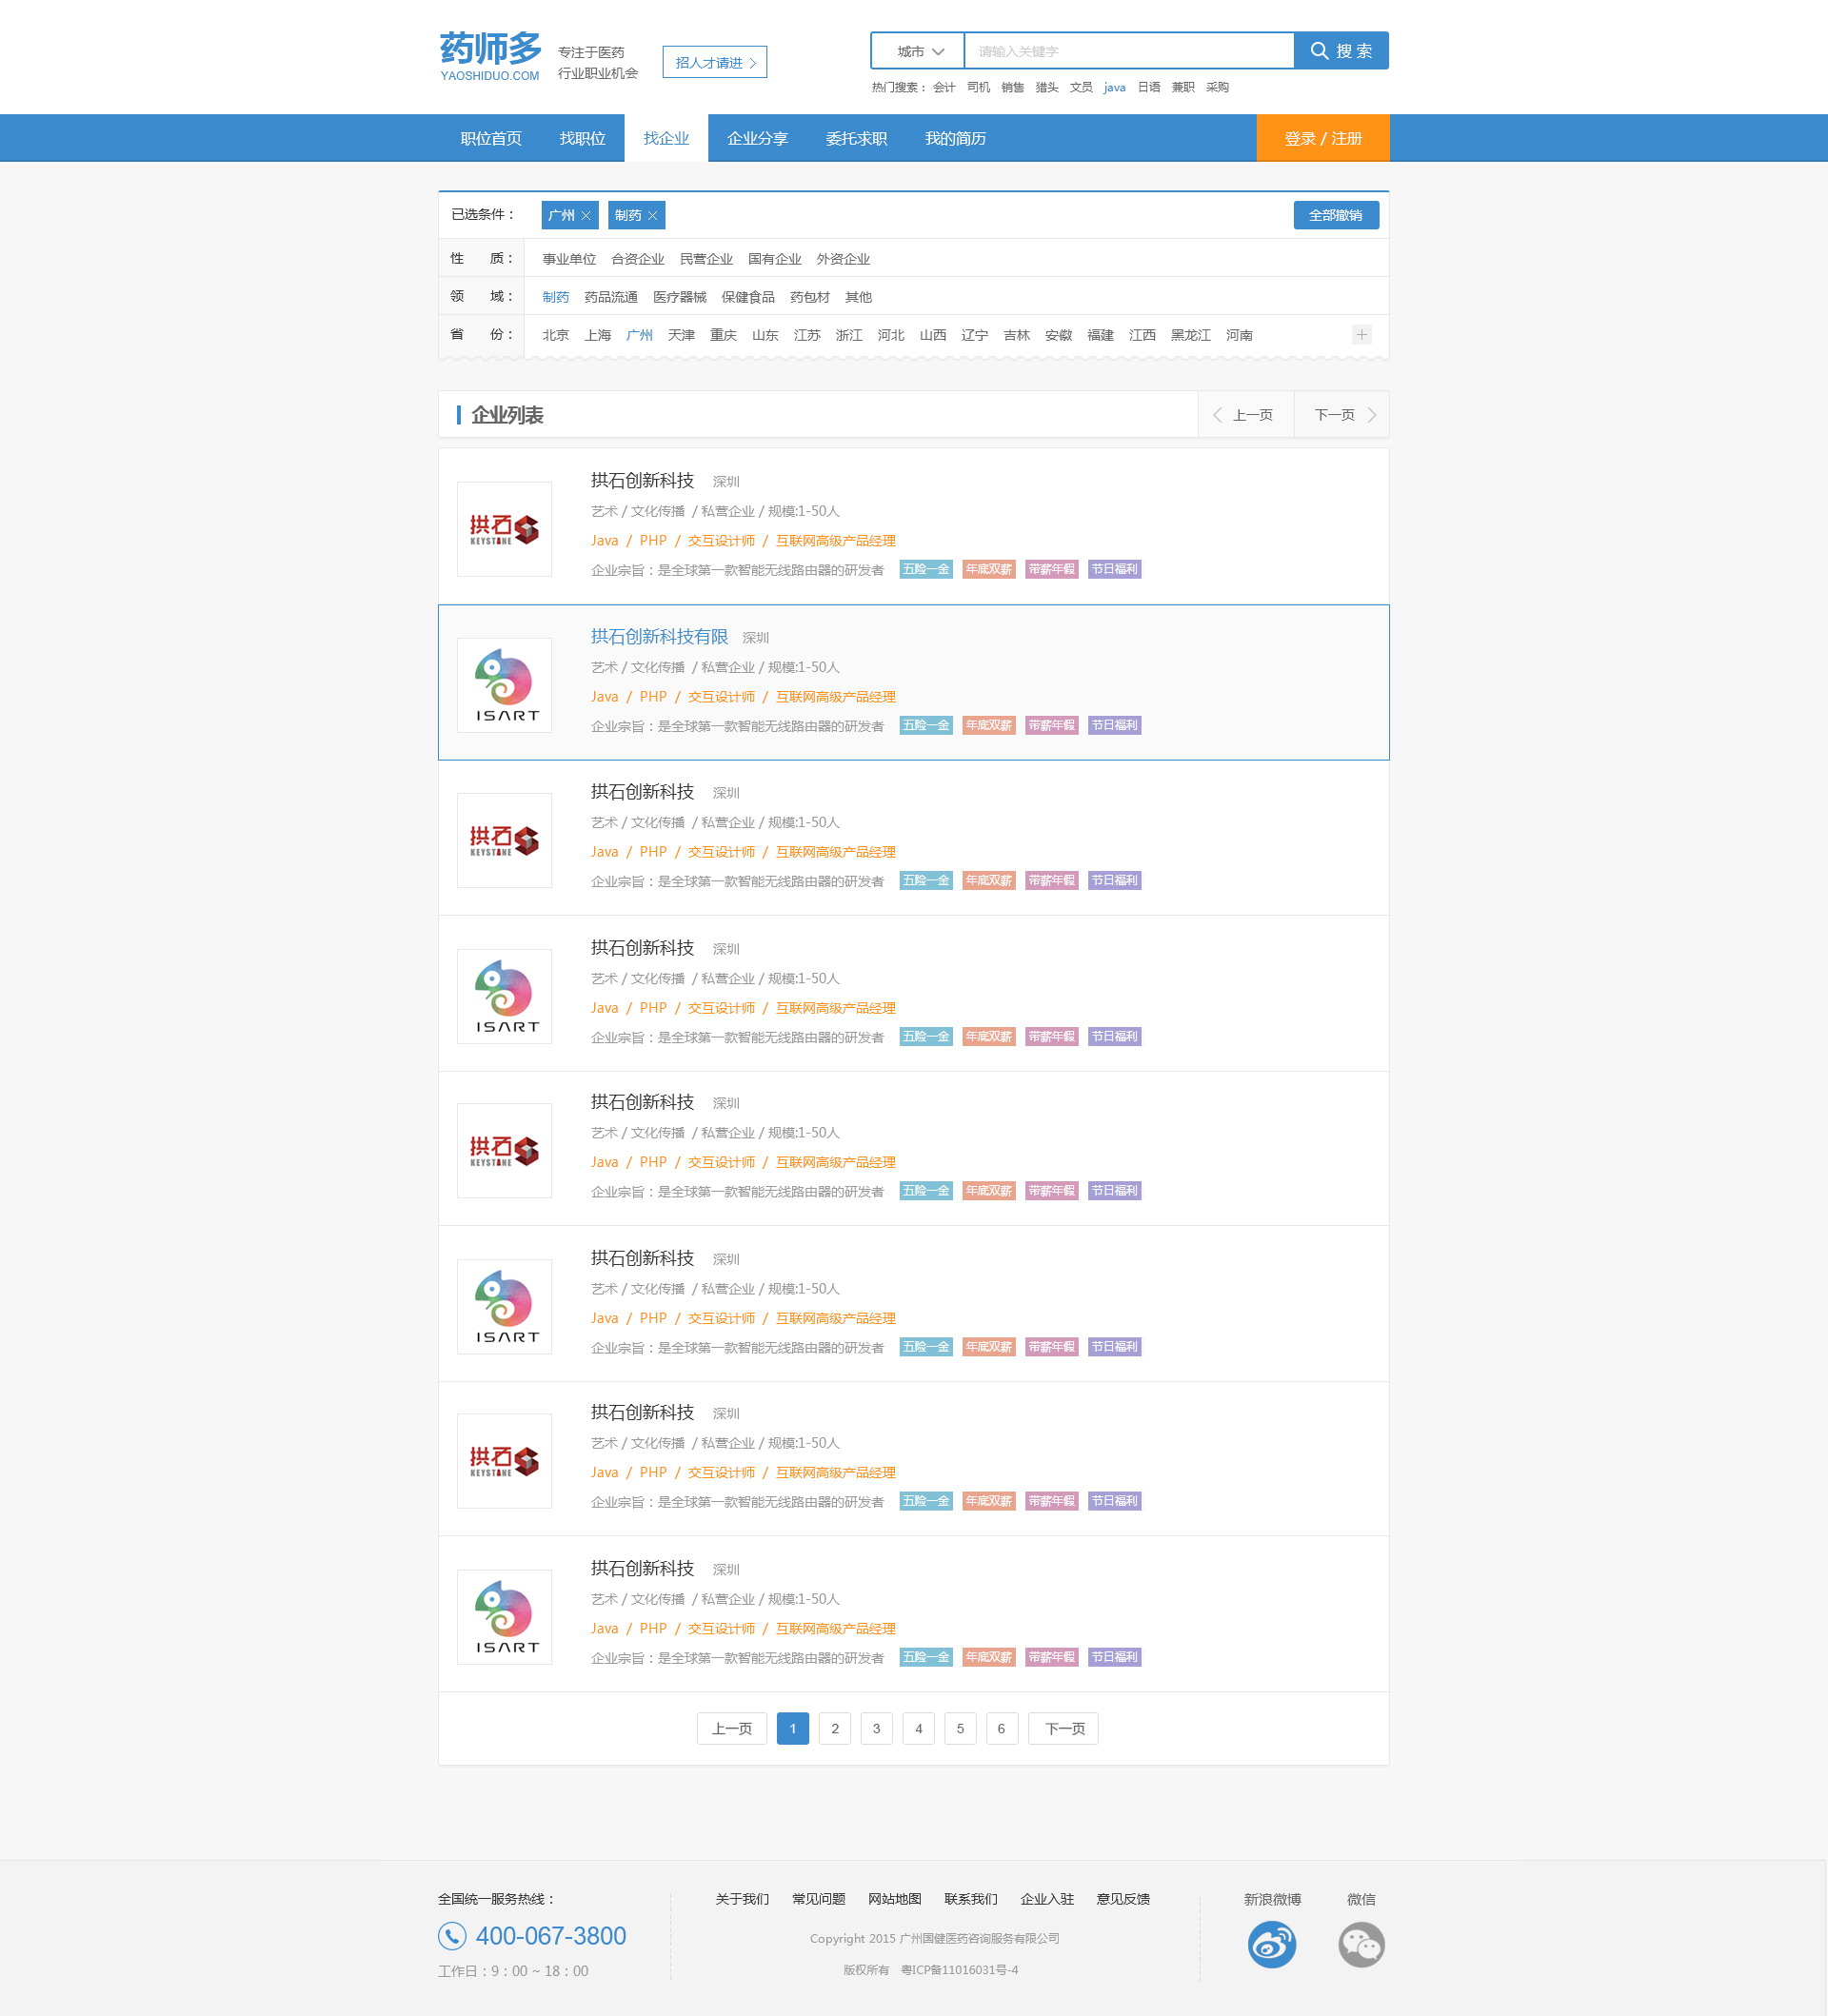 药师多
YAOSHIDUO.COM
专注于医药
行业职业机会
招人才请进
城市 请输入关键字 搜 索
热门搜索： 会计 司机 销售 猎头 文员 java 日语 兼职 采购
职位首页 找职位 找企业 企业分享 委托求职 我的简历 登录 / 注册
已选条件： 广州 制药 全部撤销
性 质： 事业单位 合资企业 民营企业 国有企业 外资企业
领 域： 制药 药品流通 医疗器械 保健食品 药包材 其他
省 份： 北京 上海 广州 天津 重庆 山东 江苏 浙江 河北 山西 辽宁 吉林 安徽 福建 江西 黑龙江 河南
企业列表 上一页 下一页
拱石
KEYSTONE
拱石创新科技 深圳
艺术 / 文化传播 / 私营企业 / 规模:1-50人
Java / PHP / 交互设计师 / 互联网高级产品经理
企业宗旨：是全球第一款智能无线路由器的研发者 五险一金 年底双薪 带薪年假 节日福利
ISART
拱石创新科技有限 深圳
艺术 / 文化传播 / 私营企业 / 规模:1-50人
Java / PHP / 交互设计师 / 互联网高级产品经理
企业宗旨：是全球第一款智能无线路由器的研发者 五险一金 年底双薪 带薪年假 节日福利
拱石
KEYSTONE
拱石创新科技 深圳
艺术 / 文化传播 / 私营企业 / 规模:1-50人
Java / PHP / 交互设计师 / 互联网高级产品经理
企业宗旨：是全球第一款智能无线路由器的研发者 五险一金 年底双薪 带薪年假 节日福利
ISART
拱石创新科技 深圳
艺术 / 文化传播 / 私营企业 / 规模:1-50人
Java / PHP / 交互设计师 / 互联网高级产品经理
企业宗旨：是全球第一款智能无线路由器的研发者 五险一金 年底双薪 带薪年假 节日福利
拱石
KEYSTONE
拱石创新科技 深圳
艺术 / 文化传播 / 私营企业 / 规模:1-50人
Java / PHP / 交互设计师 / 互联网高级产品经理
企业宗旨：是全球第一款智能无线路由器的研发者 五险一金 年底双薪 带薪年假 节日福利
ISART
拱石创新科技 深圳
艺术 / 文化传播 / 私营企业 / 规模:1-50人
Java / PHP / 交互设计师 / 互联网高级产品经理
企业宗旨：是全球第一款智能无线路由器的研发者 五险一金 年底双薪 带薪年假 节日福利
拱石
KEYSTONE
拱石创新科技 深圳
艺术 / 文化传播 / 私营企业 / 规模:1-50人
Java / PHP / 交互设计师 / 互联网高级产品经理
企业宗旨：是全球第一款智能无线路由器的研发者 五险一金 年底双薪 带薪年假 节日福利
ISART
拱石创新科技 深圳
艺术 / 文化传播 / 私营企业 / 规模:1-50人
Java / PHP / 交互设计师 / 互联网高级产品经理
企业宗旨：是全球第一款智能无线路由器的研发者 五险一金 年底双薪 带薪年假 节日福利
上一页 1 2 3 4 5 6 下一页
全国统一服务热线：
400-067-3800
工作日：9：00 ~ 18：00
关于我们 常见问题 网站地图 联系我们 企业入驻 意见反馈
Copyright 2015 广州国健医药咨询服务有限公司
版权所有 粤ICP备11016031号-4
新浪微博 微信